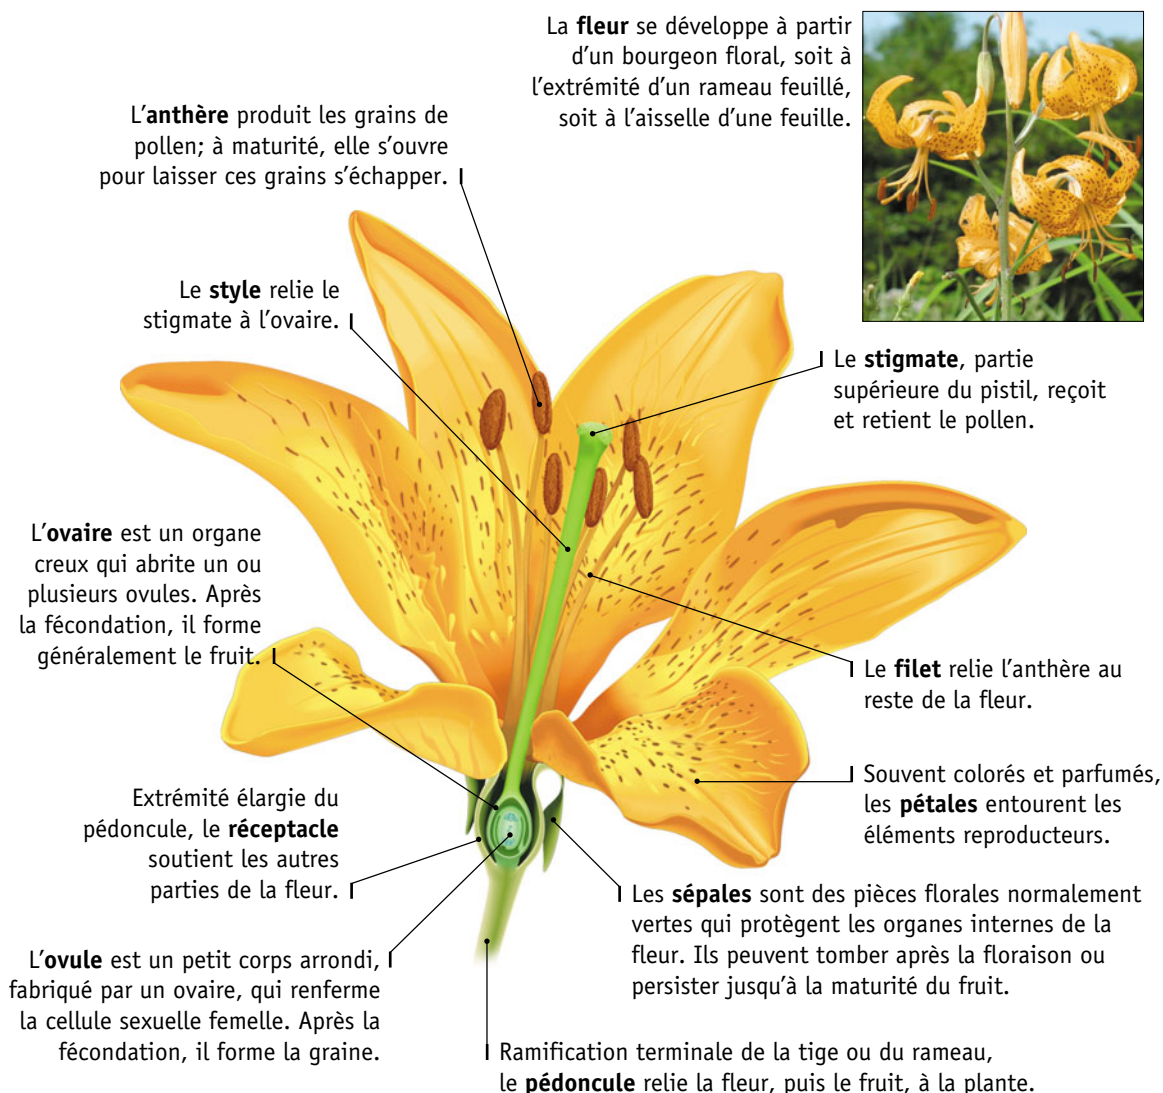 La fleur se développe à partir
d'un bourgeon floral, soit à
l'extrémité d'un rameau feuillé,
soit à l'aisselle d'une feuille.
L'anthère produit les grains de
pollen; à maturité, elle s'ouvre
pour laisser ces grains s'échapper.
Le style relie le
stigmate à l'ovaire.
Le stigmate, partie
supérieure du pistil, reçoit
et retient le pollen.
L'ovaire est un organe
creux qui abrite un ou
plusieurs ovules. Après
la fécondation, il forme
généralement le fruit.
Le filet relie l'anthère au
reste de la fleur.
Souvent colorés et parfumés,
les pétales entourent les
éléments reproducteurs.
Extrémité élargie du
pédoncule, le réceptacle
soutient les autres
parties de la fleur.
Les sépales sont des pièces florales normalement
vertes qui protègent les organes internes de la
fleur. Ils peuvent tomber après la floraison ou
persister jusqu'à la maturité du fruit.
L'ovule est un petit corps arrondi,
fabriqué par un ovaire, qui renferme
la cellule sexuelle femelle. Après la
fécondation, il forme la graine.
Ramification terminale de la tige ou du rameau,
le pédoncule relie la fleur, puis le fruit, à la plante.